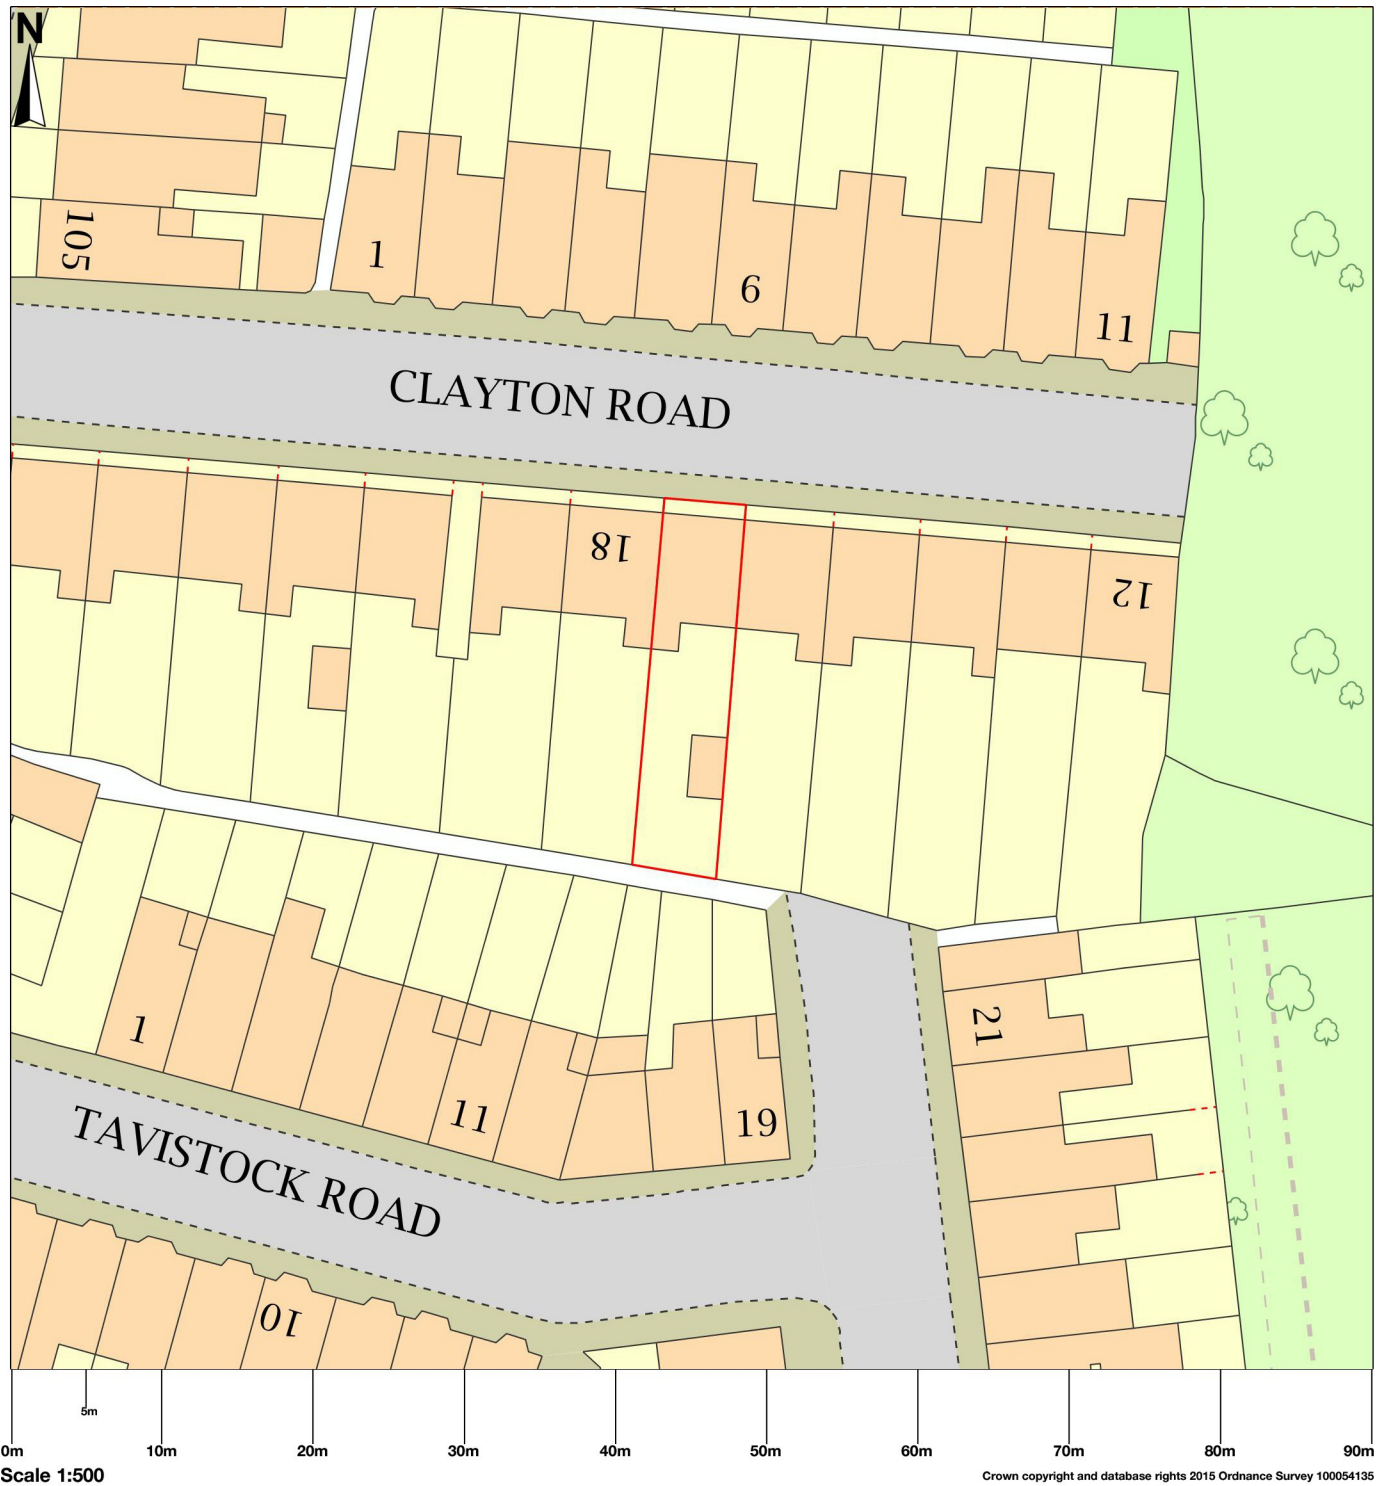 N
105
1
6
11
CLAYTON ROAD
18
12
1
11
19
21
TAVISTOCK ROAD
10
5m
0m 10m 20m 30m 40m 50m 60m 70m 80m 90m
Scale 1:500
Crown copyright and database rights 2015 Ordnance Survey 100054135